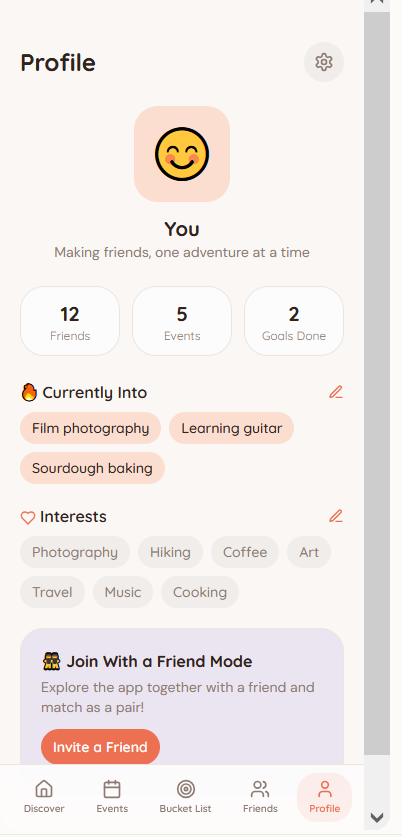 Profile
You
Making friends, one adventure at a time
12 5 2
Friends Events Goals Done
Currently Into
Film photography Learning guitar
Sourdough baking
Interests
Photography Hiking Coffee Art
Travel Music Cooking
Join With a Friend Mode
Explore the app together with a friend and
match as a pair!
Invite a Friend
Discover Events Bucket List Friends Profile